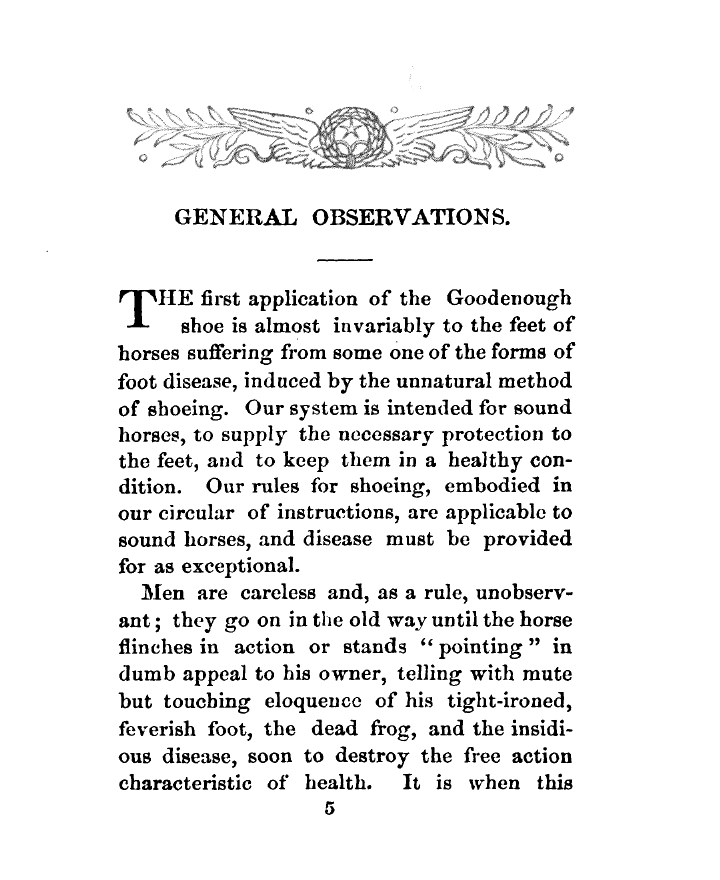 GENERAL OBSERVATIONS.
THE first application of the Goodenough
shoe is almost invariably to the feet of
horses suffering from some one of the forms of
foot disease, induced by the unnatural method
of shoeing. Our system is intended for sound
horses, to supply the necessary protection to
the feet, and to keep them in a healthy con-
dition. Our rules for shoeing, embodied in
our circular of instructions, are applicable to
sound horses, and disease must be provided
for as exceptional.
Men are careless and, as a rule, unobserv-
ant; they go on in the old way until the horse
flinches in action or stands “pointing” in
dumb appeal to his owner, telling with mute
but touching eloquence of his tight-ironed,
feverish foot, the dead frog, and the insidi-
ous disease, soon to destroy the free action
characteristic of health. It is when this
5